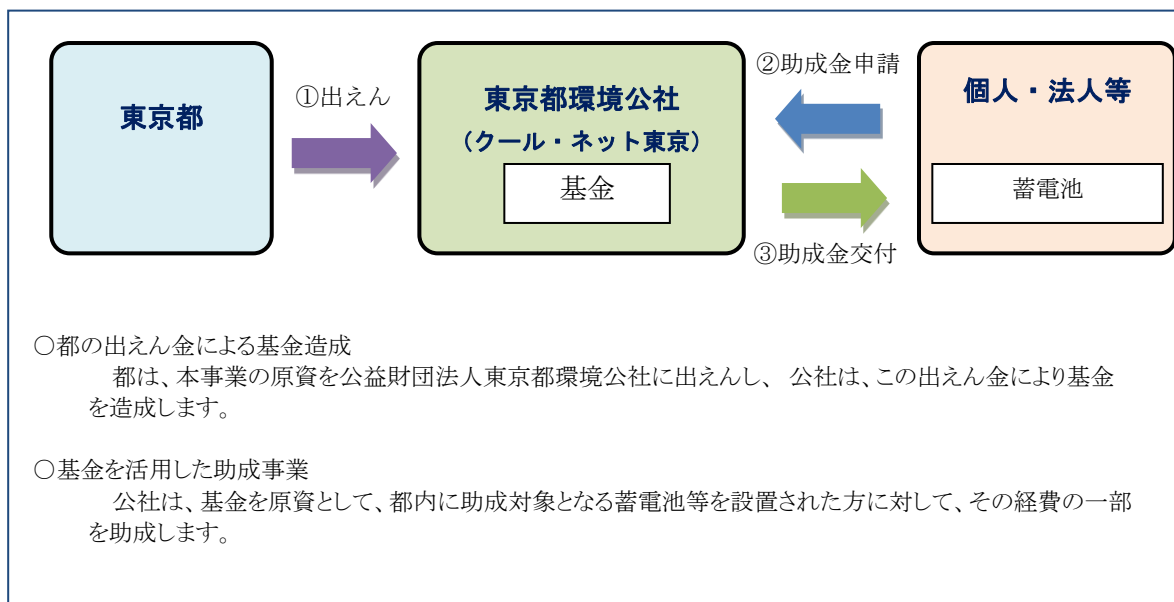 東京都
①出えん
東京都環境公社
（クール・ネット東京）
基金
②助成金申請
③助成金交付
個人・法人等
蓄電池
○都の出えん金による基金造成
都は、本事業の原資を公益財団法人東京都環境公社に出えんし、 公社は、この出えん金により基金
を造成します。
○基金を活用した助成事業
公社は、基金を原資として、都内に助成対象となる蓄電池等を設置された方に対して、その経費の一部
を助成します。